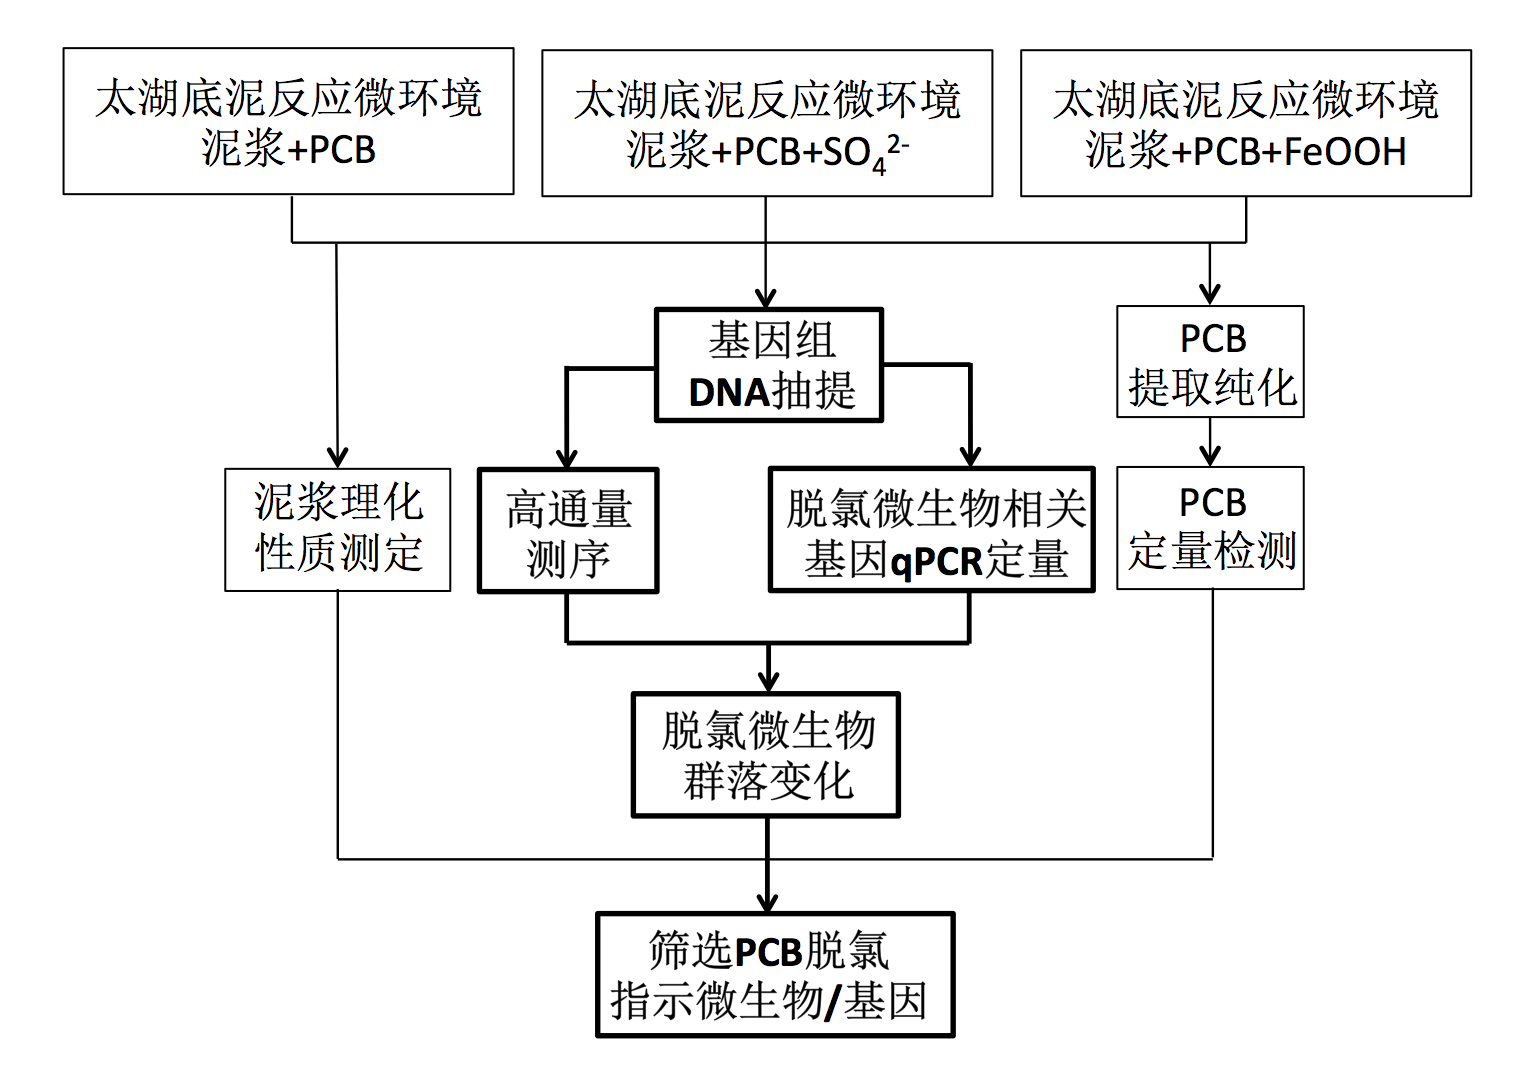 太湖底泥反应微环境
泥浆+PCB
太湖底泥反应微环境
泥浆+PCB+SO₄²⁻
太湖底泥反应微环境
泥浆+PCB+FeOOH
基因组
DNA抽提
PCB
提取纯化
泥浆理化
性质测定
高通量
测序
脱氯微生物相关
基因qPCR定量
PCB
定量检测
脱氯微生物
群落变化
筛选PCB脱氯
指示微生物/基因